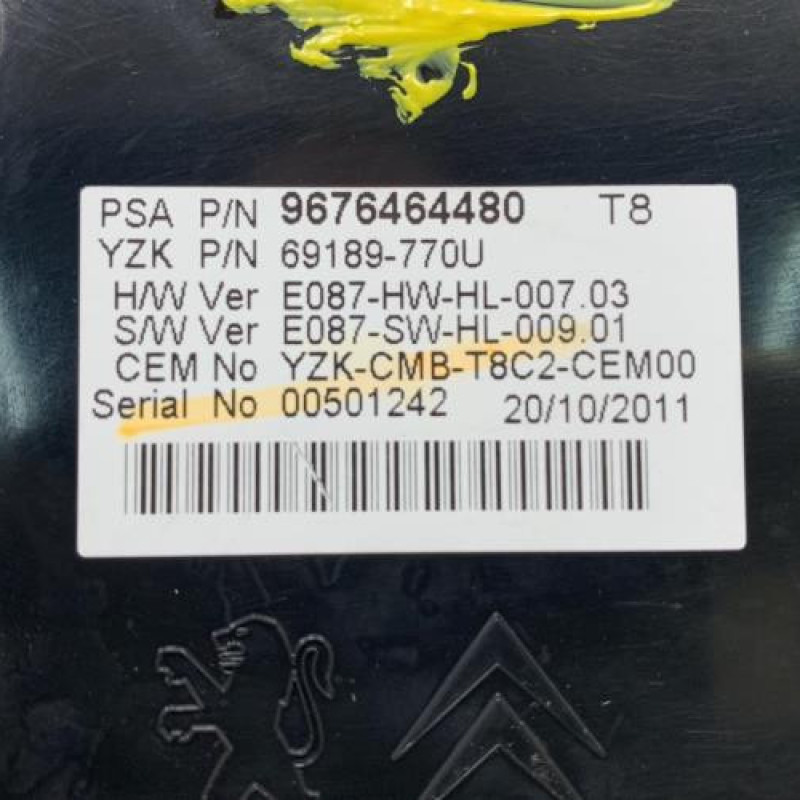 PSA P/N 9676464480 T8
YZK P/N 69189-770U
H/W Ver E087-HW-HL-007.03
S/W Ver E087-SW-HL-009.01
CEM No YZK-CMB-T8C2-CEM00
Serial No 00501242 20/10/2011